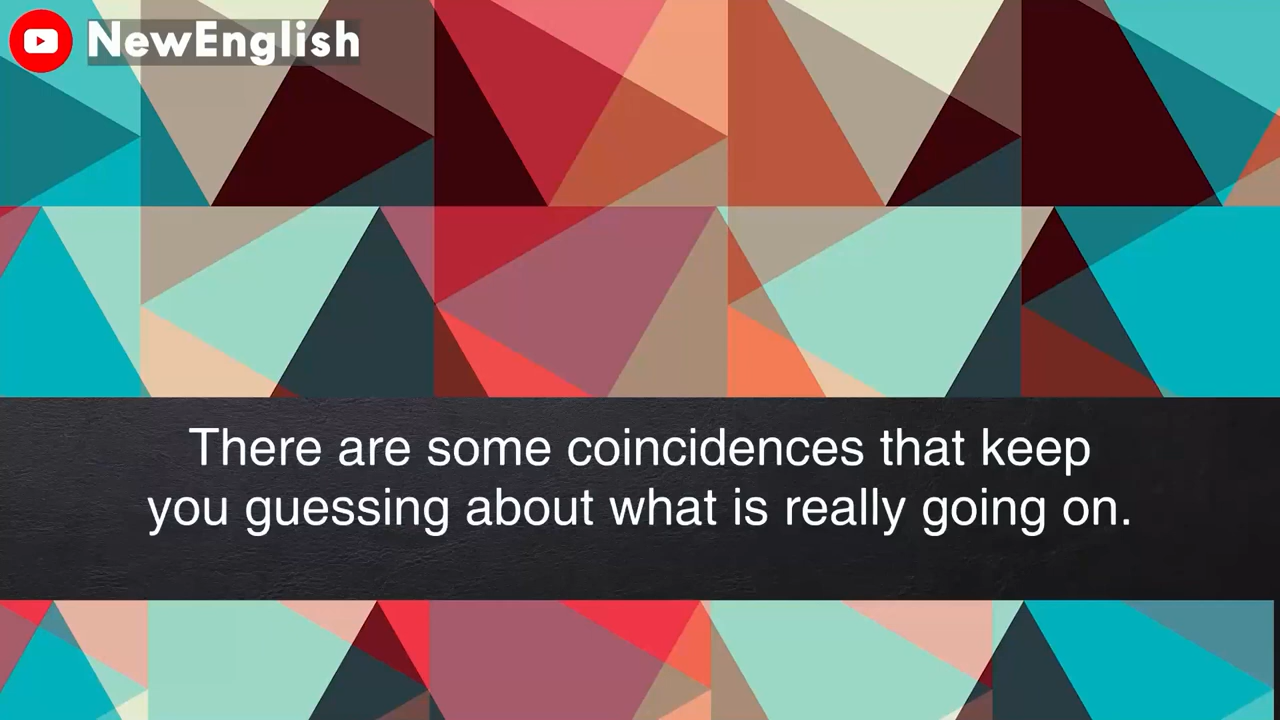 NewEnglish
There are some coincidences that keep
you guessing about what is really going on.